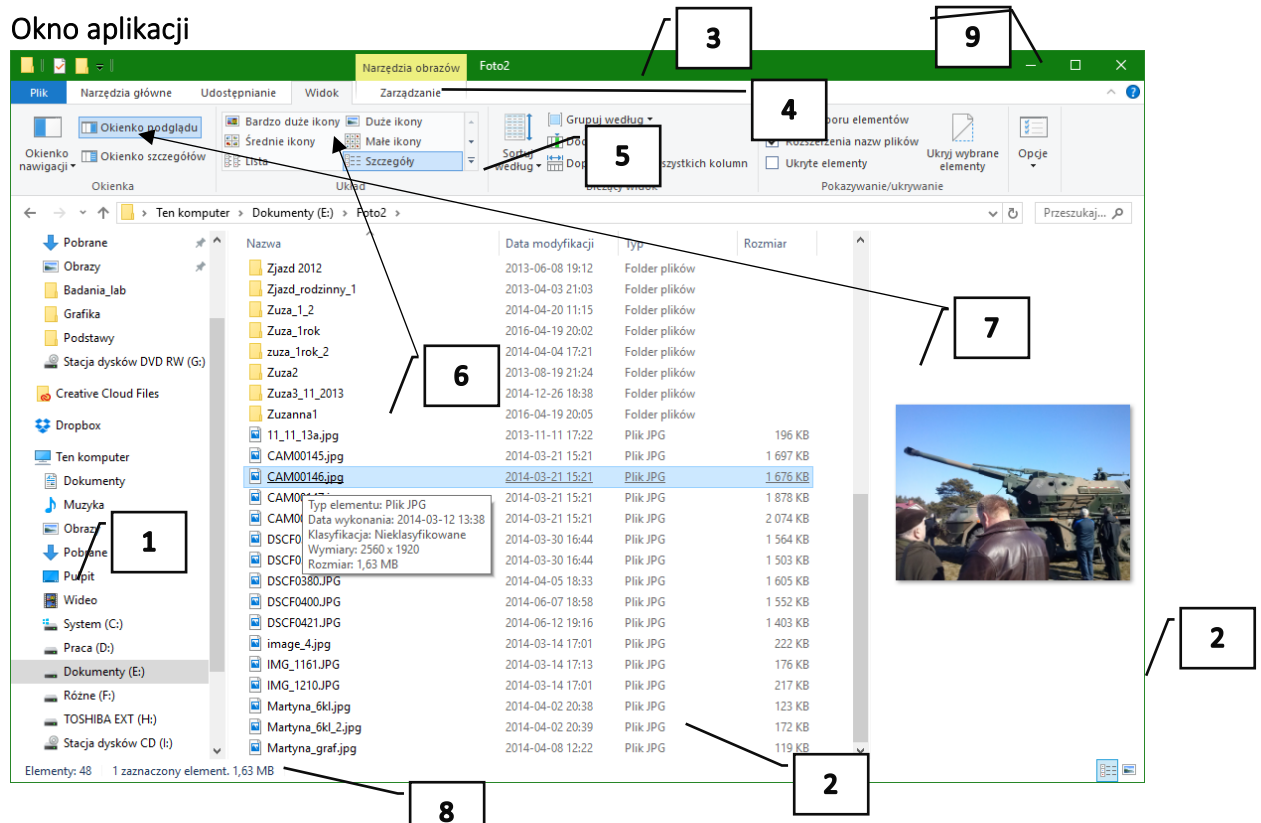 Okno aplikacji
3
9
Narzędzia obrazów Foto2
Plik Narzędzia główne Udostępnianie Widok Zarządzanie
4
Okienko nawigacji
Okienko podglądu
Okienko szczegółów
Okienka
Bardzo duże ikony Duże ikony
Średnie ikony Małe ikony
Lista Szczegóły
Układ
5
Sortuj według
Grupuj według
wszystkich kolumn
Bieżący widok
elementów
Rozszerzenia nazw plików
Ukryte elementy
Ukryj wybrane elementy
Pokazywanie/ukrywanie
Opcje
Ten komputer Dokumenty (E:) Foto2
Przeszukaj...
Pobrane
Obrazy
Badania_lab
Grafika
Podstawy
Stacja dysków DVD RW (G:)
Creative Cloud Files
Dropbox
Ten komputer
Dokumenty
Muzyka
Obrazy
Pobrane
Pulpit
Wideo
System (C:)
Praca (D:)
Dokumenty (E:)
Różne (F:)
TOSHIBA EXT (H:)
Stacja dysków CD (I:)
1
Nazwa Data modyfikacji Typ Rozmiar
Zjazd 2012 2013-06-08 19:12 Folder plików
Zjazd_rodzinny_1 2013-04-03 21:03 Folder plików
Zuza_1_2 2014-04-20 11:15 Folder plików
Zuza_1rok 2016-04-19 20:02 Folder plików
zuza_1rok_2 2014-04-04 17:21 Folder plików
Zuza2 2013-08-19 21:24 Folder plików
Zuza3_11_2013 2014-12-26 18:38 Folder plików
Zuzanna1 2016-04-19 20:05 Folder plików
11_11_13a.jpg 2013-11-11 17:22 Plik JPG 196 KB
CAM00145.jpg 2014-03-21 15:21 Plik JPG 1 697 KB
CAM00146.jpg 2014-03-21 15:21 Plik JPG 1 676 KB
2014-03-21 15:21 Plik JPG 1 878 KB
2014-03-21 15:21 Plik JPG 2 074 KB
2014-03-30 16:44 Plik JPG 1 564 KB
2014-03-30 16:44 Plik JPG 1 503 KB
DSCF0380.JPG 2014-04-05 18:33 Plik JPG 1 605 KB
DSCF0400.JPG 2014-06-07 18:58 Plik JPG 1 552 KB
DSCF0421.JPG 2014-06-12 19:16 Plik JPG 1 403 KB
image_4.jpg 2014-03-14 17:01 Plik JPG 222 KB
IMG_1161.JPG 2014-03-14 17:13 Plik JPG 176 KB
IMG_1210.JPG 2014-03-14 17:01 Plik JPG 217 KB
Martyna_6kl.jpg 2014-04-02 20:38 Plik JPG 123 KB
Martyna_6kl_2.jpg 2014-04-02 20:39 Plik JPG 172 KB
Martyna_graf.jpg 2014-04-08 12:22 Plik JPG 119 KB
Typ elementu: Plik JPG
Data wykonania: 2014-03-12 13:38
Klasyfikacja: Nieklasyfikowane
Wymiary: 2560 x 1920
Rozmiar: 1,63 MB
6
7
2
2
Elementy: 48 1 zaznaczony element. 1,63 MB
8